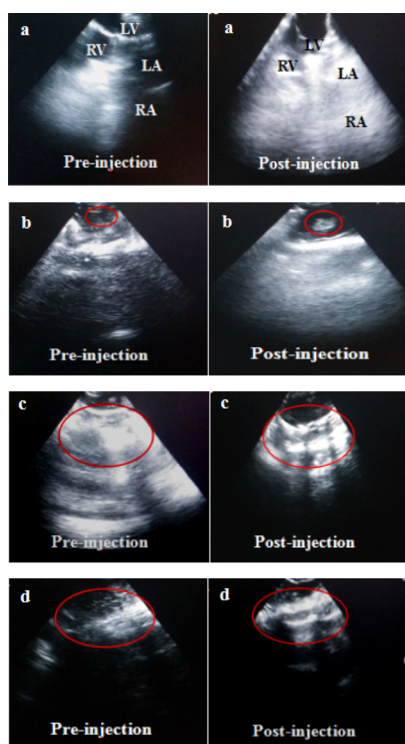 a
LV
RV
LA
RA
Pre-injection
a
LV
RV
LA
RA
Post-injection
b
Pre-injection
b
Post-injection
c
Pre-injection
c
Post-injection
d
Pre-injection
d
Post-injection